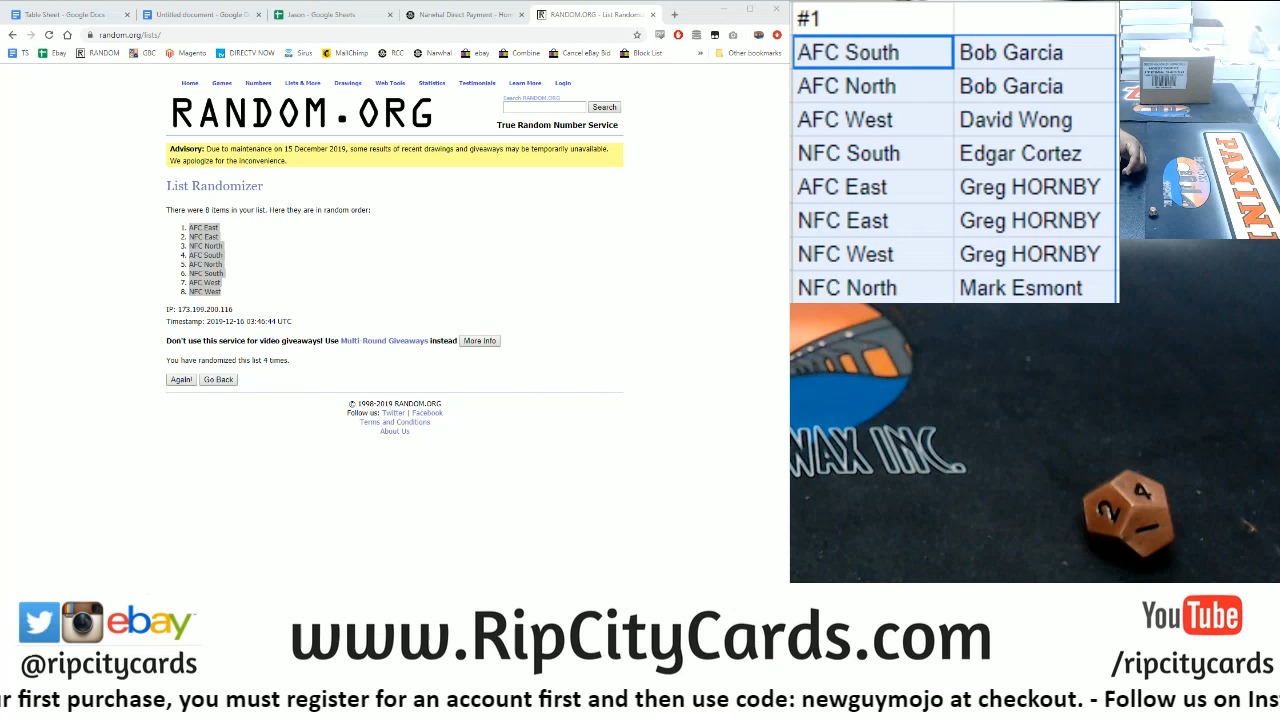 Table Sheet - Google Docs
Untitled document - Google D
Jason - Google Sheets
Narwhal Direct Payment - Hom
RANDOM.ORG - List Randomiz
random.org/lists/
TS
Ebay
RANDOM
GBC
Magento
DIRECTV NOW
Sirus
MailChimp
RCC
Narwhal
ebay
Combine
Cancel eBay Bid
Block List
»
Other bookmarks
Home
Games
Numbers
Lists & More
Drawings
Web Tools
Statistics
Testimonials
Learn More
Login
RANDOM.ORG
Search RANDOM.ORG
Search
True Random Number Service
Advisory: Due to maintenance on 15 December 2019, some results of recent drawings and giveaways may be temporarily unavailable.
We apologize for the inconvenience.
List Randomizer
There were 8 items in your list. Here they are in random order:
1. AFC East
2. NFC East
3. NFC North
4. AFC South
5. AFC North
6. NFC South
7. AFC West
8. NFC West
IP: 173.199.200.116
Timestamp: 2019-12-16 03:46:44 UTC
Don't use this service for video giveaways! Use Multi-Round Giveaways instead
More Info
You have randomized this list 4 times.
Again!
Go Back
© 1998-2019 RANDOM.ORG
Follow us: Twitter | Facebook
Terms and Conditions
About Us
#1
AFC South Bob Garcia
AFC North Bob Garcia
AFC West David Wong
NFC South Edgar Cortez
AFC East Greg HORNBY
NFC East Greg HORNBY
NFC West Greg HORNBY
NFC North Mark Esmont
PANINI
WAX INC.
2
4
1
ebay
@ripcitycards
www.RipCityCards.com
YouTube
/ripcitycards
r first purchase, you must register for an account first and then use code: newguymojo at checkout. - Follow us on Ins